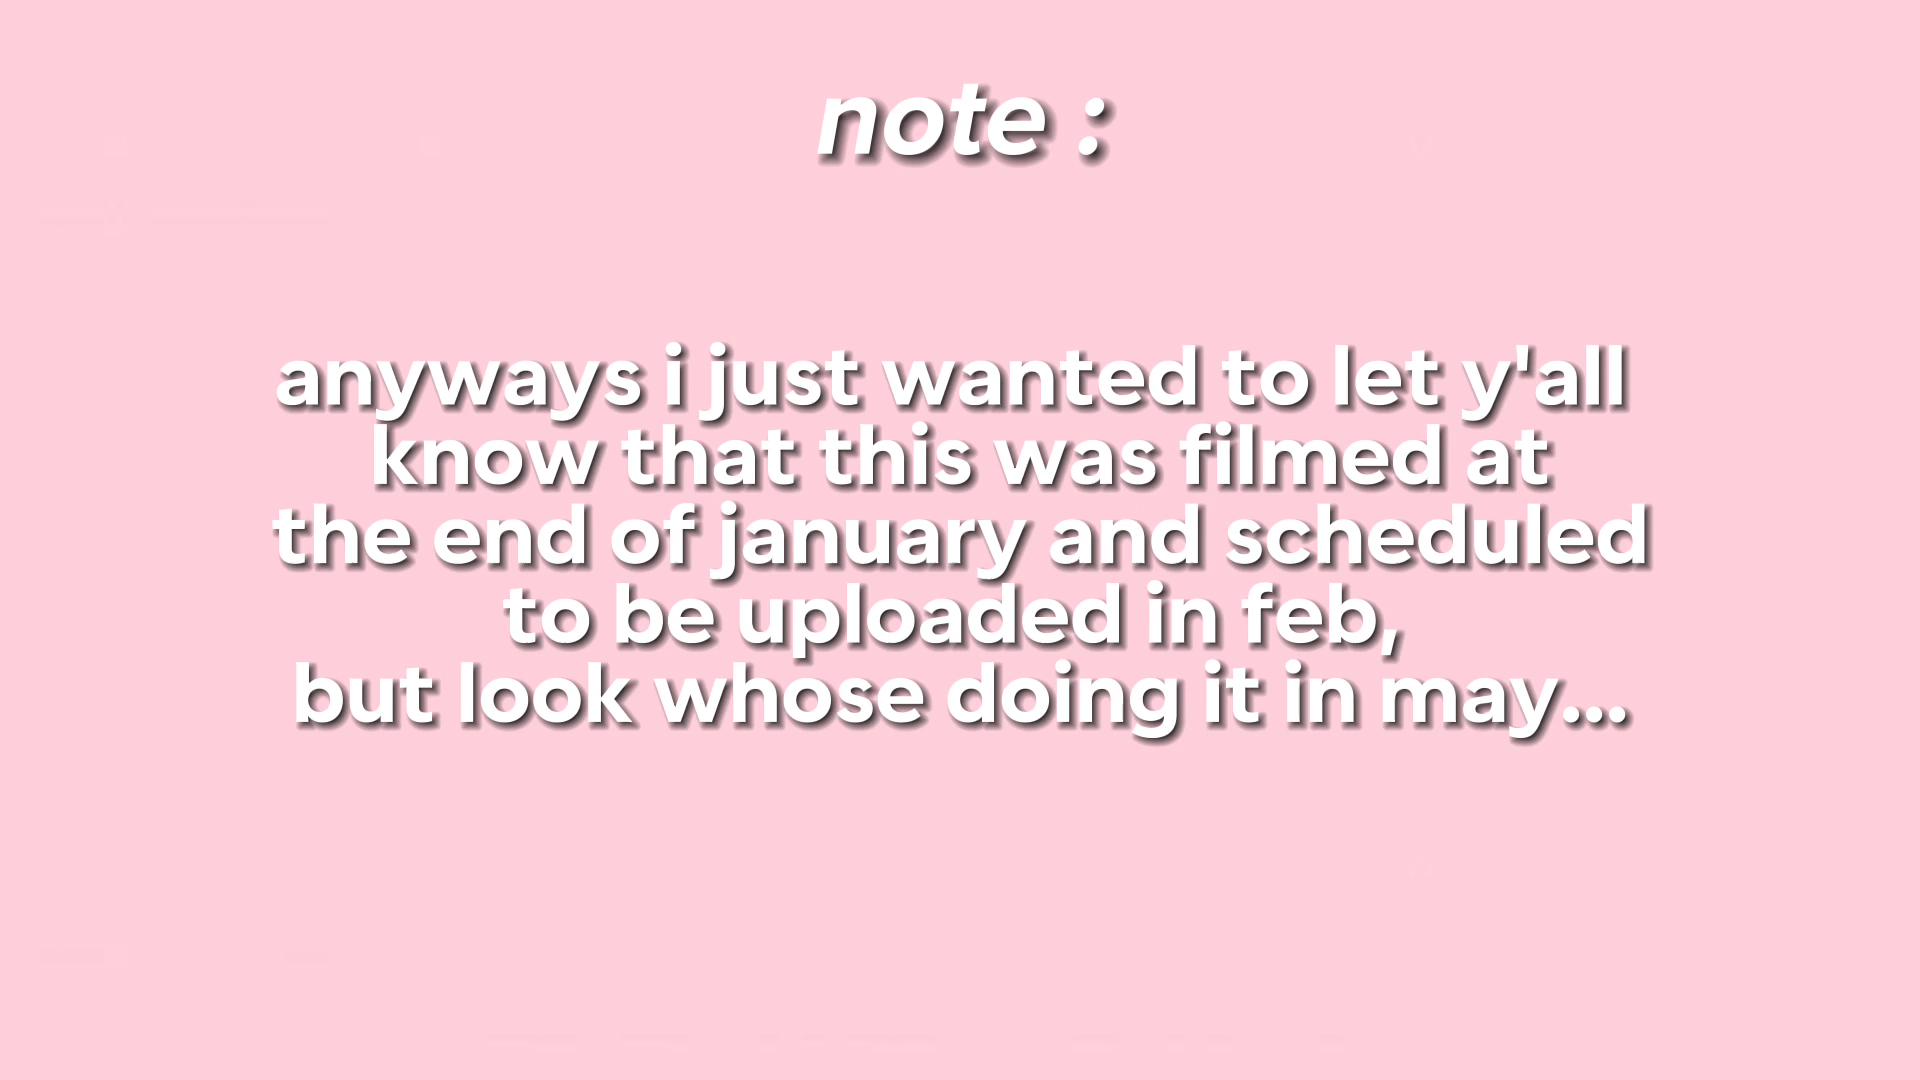 note :
anyways i just wanted to let y'all
know that this was filmed at
the end of january and scheduled
to be uploaded in feb,
but look whose doing it in may...